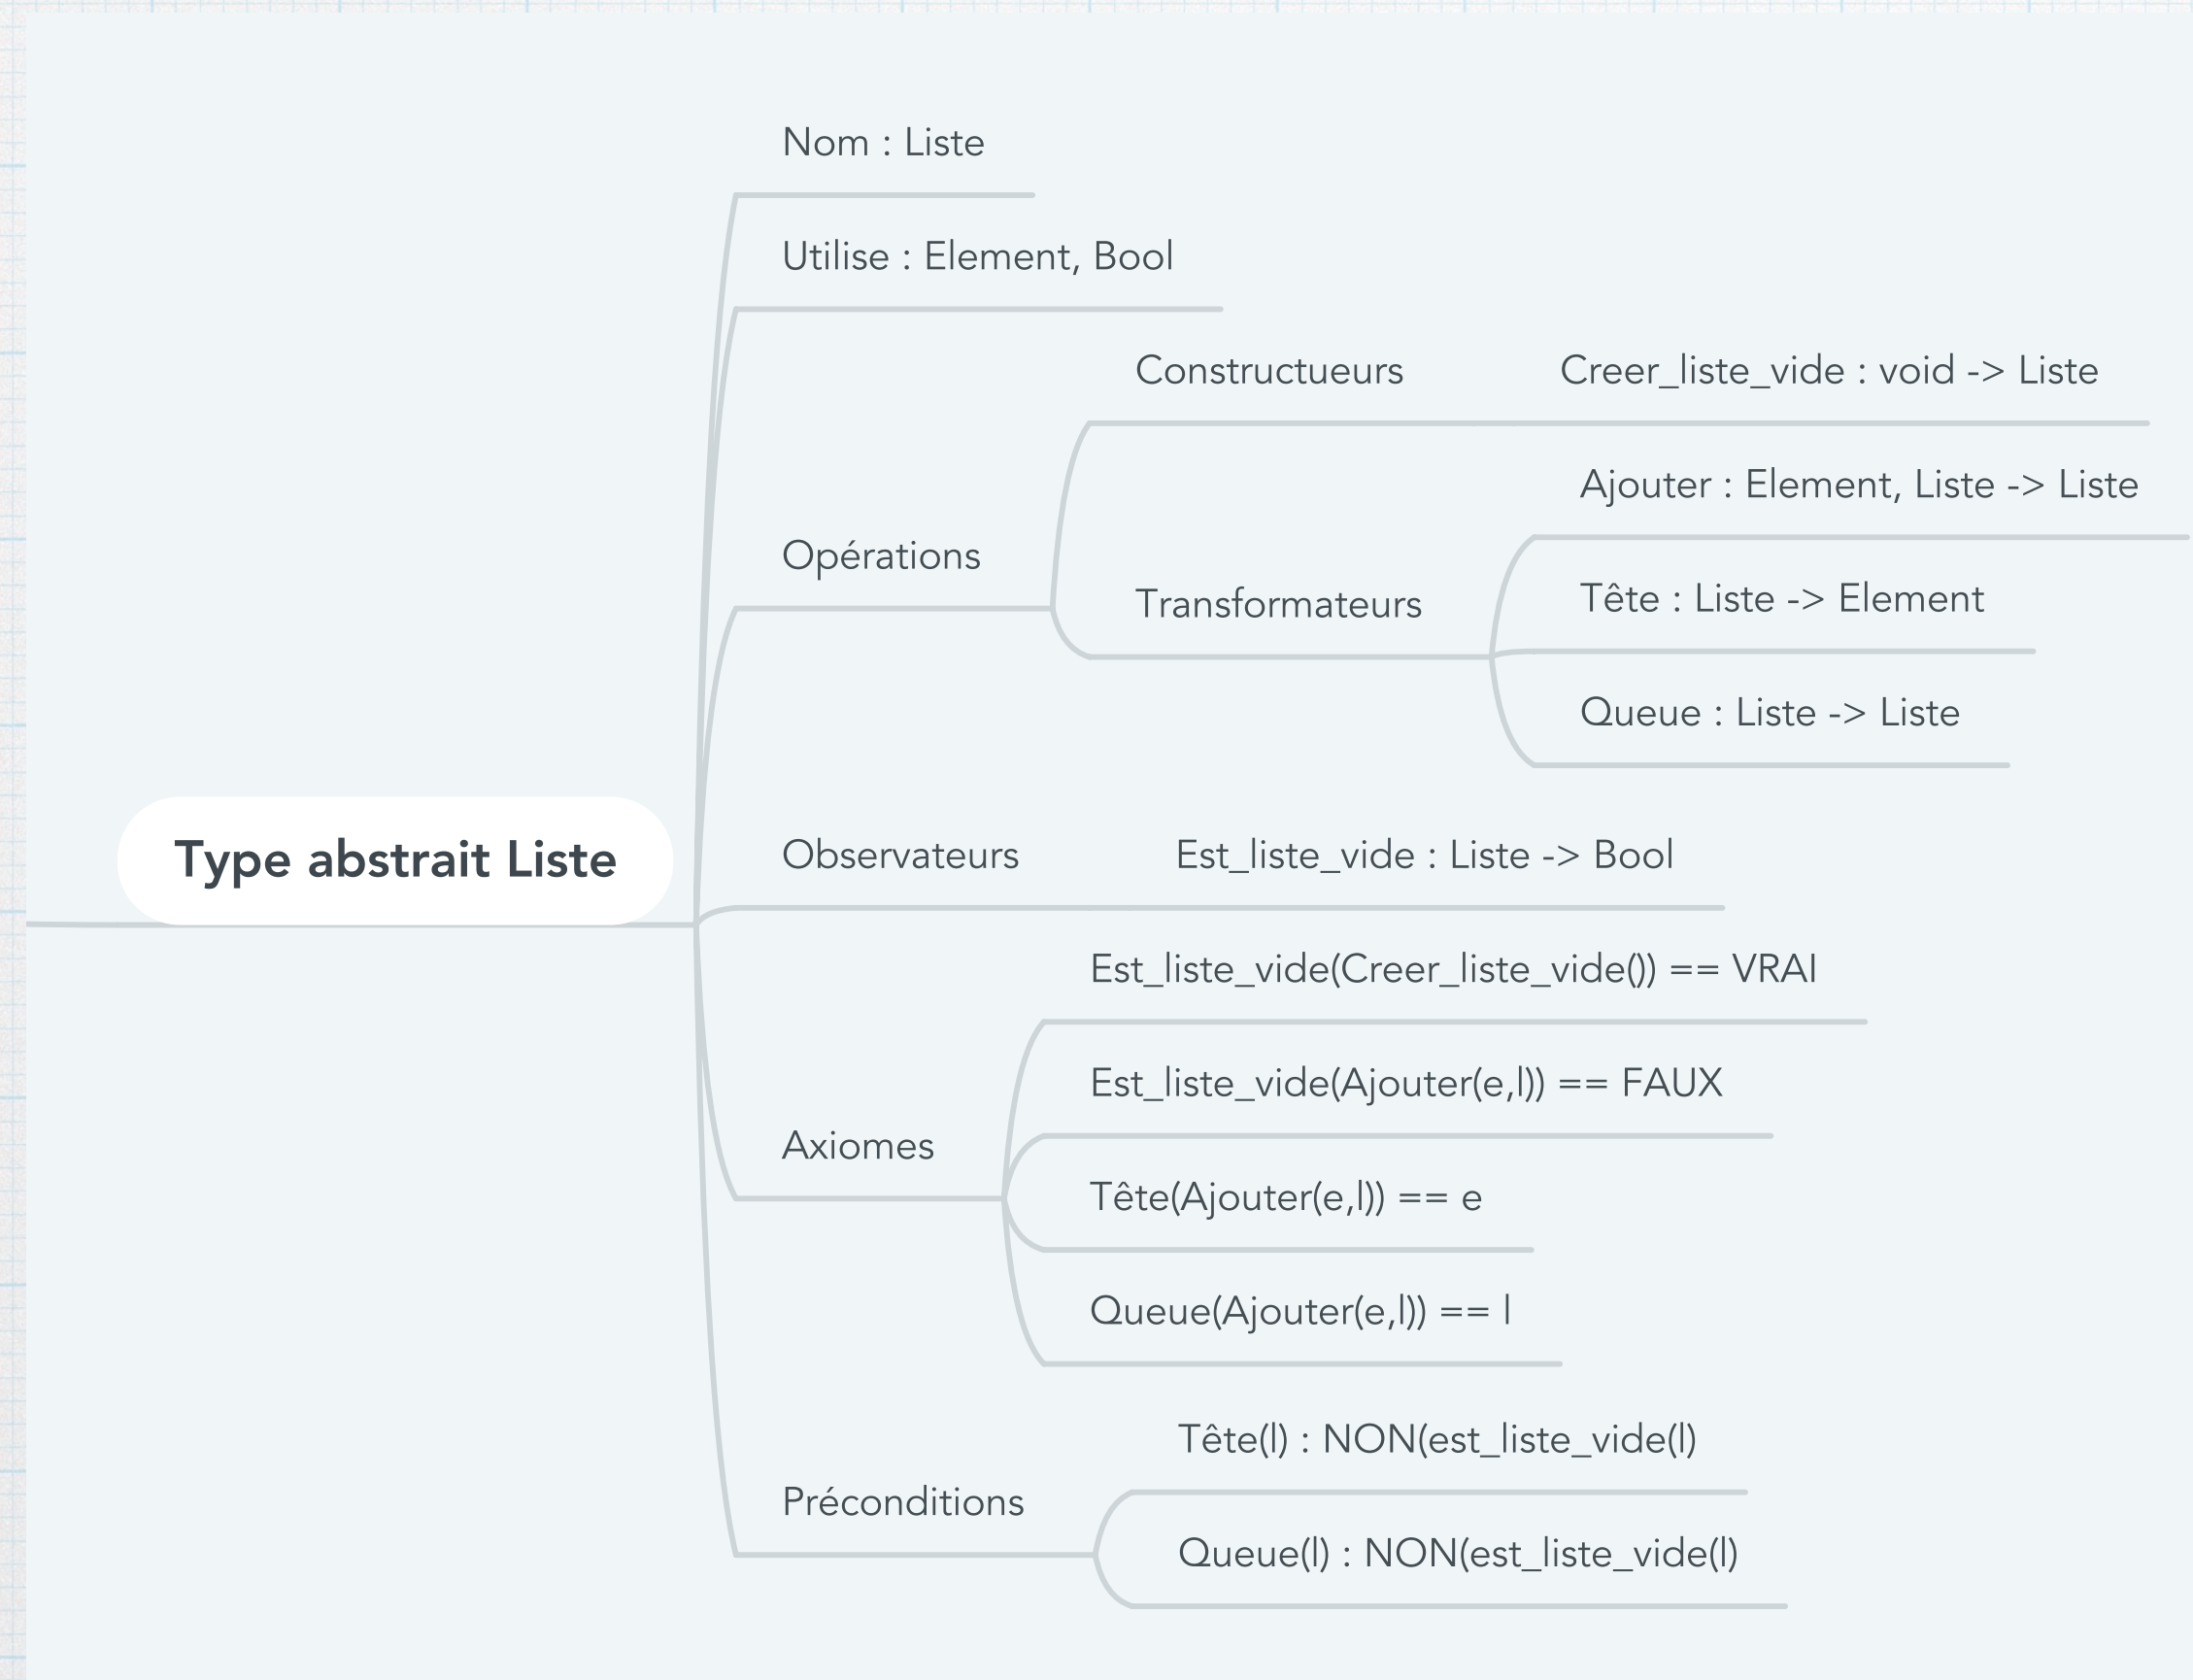 Nom : Liste
Utilise : Element, Bool
Constructueurs
Creer_liste_vide : void -> Liste
Ajouter : Element, Liste -> Liste
Opérations
Transformateurs
Tête : Liste -> Element
Queue : Liste -> Liste
Type abstrait Liste
Observateurs
Est_liste_vide : Liste -> Bool
Est_liste_vide(Creer_liste_vide()) == VRAI
Est_liste_vide(Ajouter(e,l)) == FAUX
Axiomes
Tête(Ajouter(e,l)) == e
Queue(Ajouter(e,l)) == l
Tête(l) : NON(est_liste_vide(l)
Préconditions
Queue(l) : NON(est_liste_vide(l)